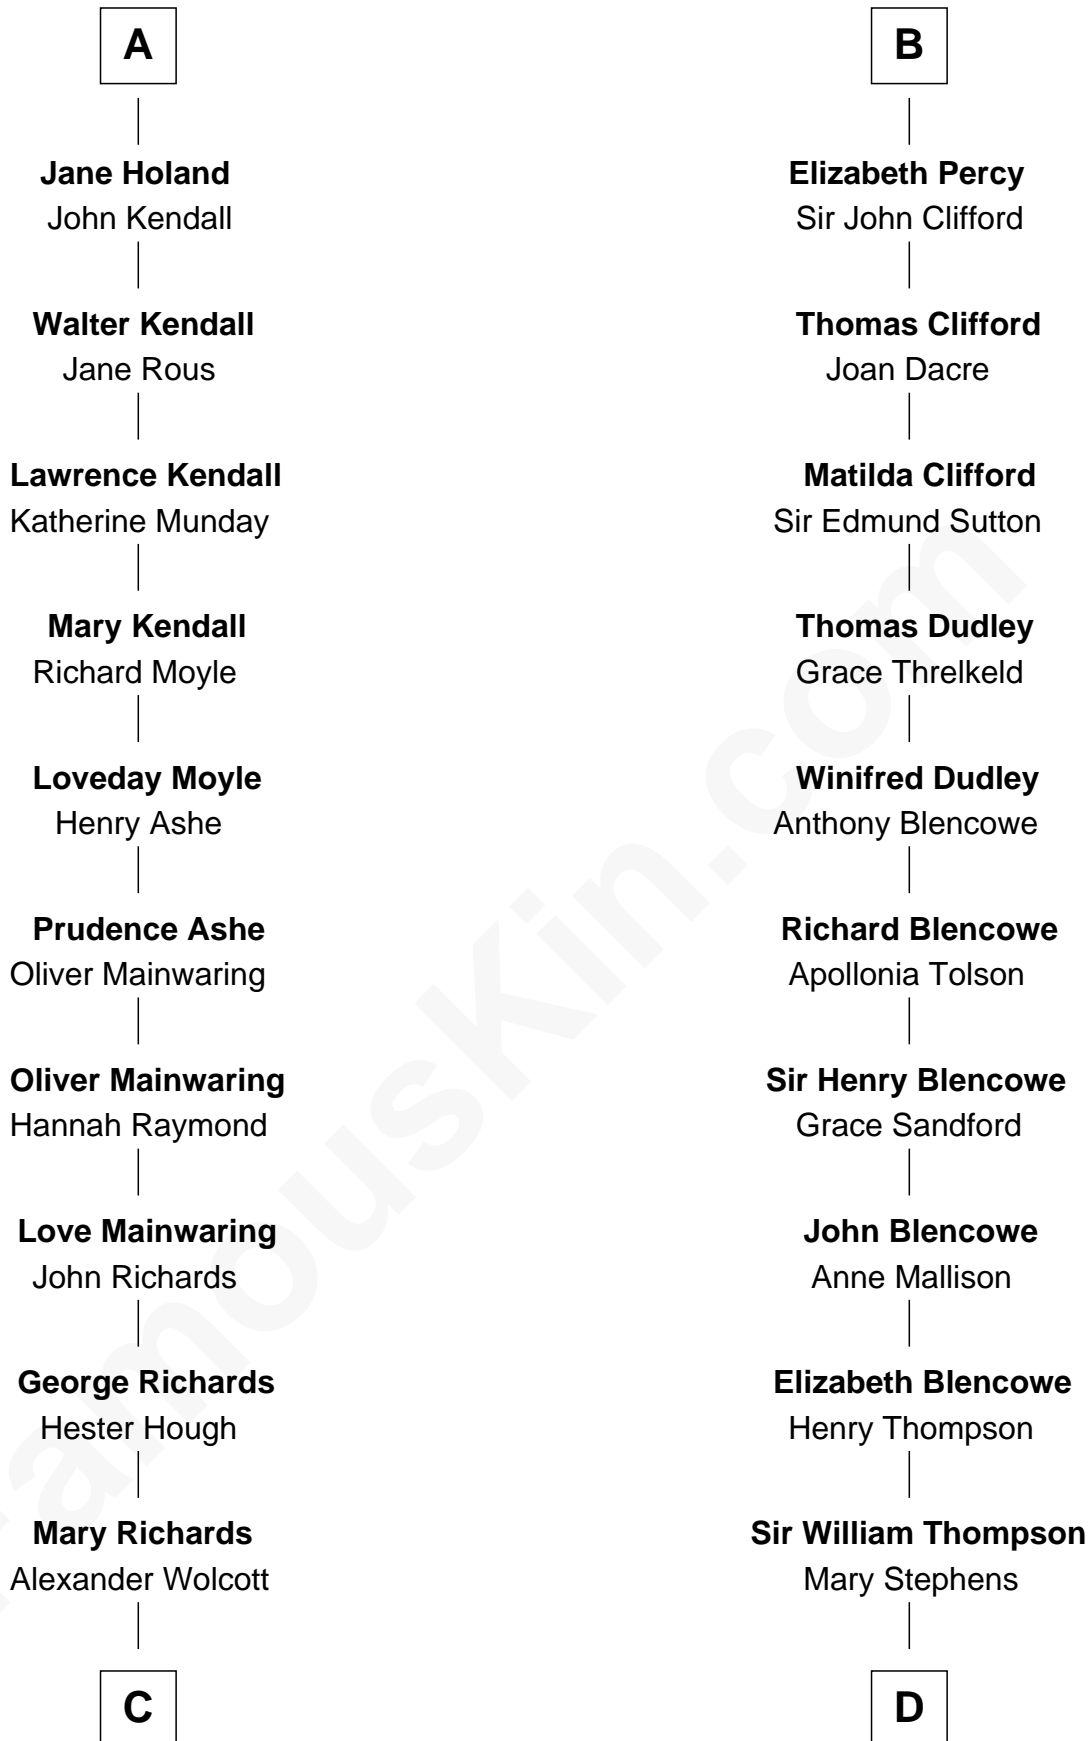 A
Jane Holand
John Kendall
Walter Kendall
Jane Rous
Lawrence Kendall
Katherine Munday
Mary Kendall
Richard Moyle
Loveday Moyle
Henry Ashe
Prudence Ashe
Oliver Mainwaring
Oliver Mainwaring
Hannah Raymond
Love Mainwaring
John Richards
George Richards
Hester Hough
Mary Richards
Alexander Wolcott
C
B
Elizabeth Percy
Sir John Clifford
Thomas Clifford
Joan Dacre
Matilda Clifford
Sir Edmund Sutton
Thomas Dudley
Grace Threlkeld
Winifred Dudley
Anthony Blencowe
Richard Blencowe
Apollonia Tolson
Sir Henry Blencowe
Grace Sandford
John Blencowe
Anne Mallison
Elizabeth Blencowe
Henry Thompson
Sir William Thompson
Mary Stephens
D
FamousKin.com